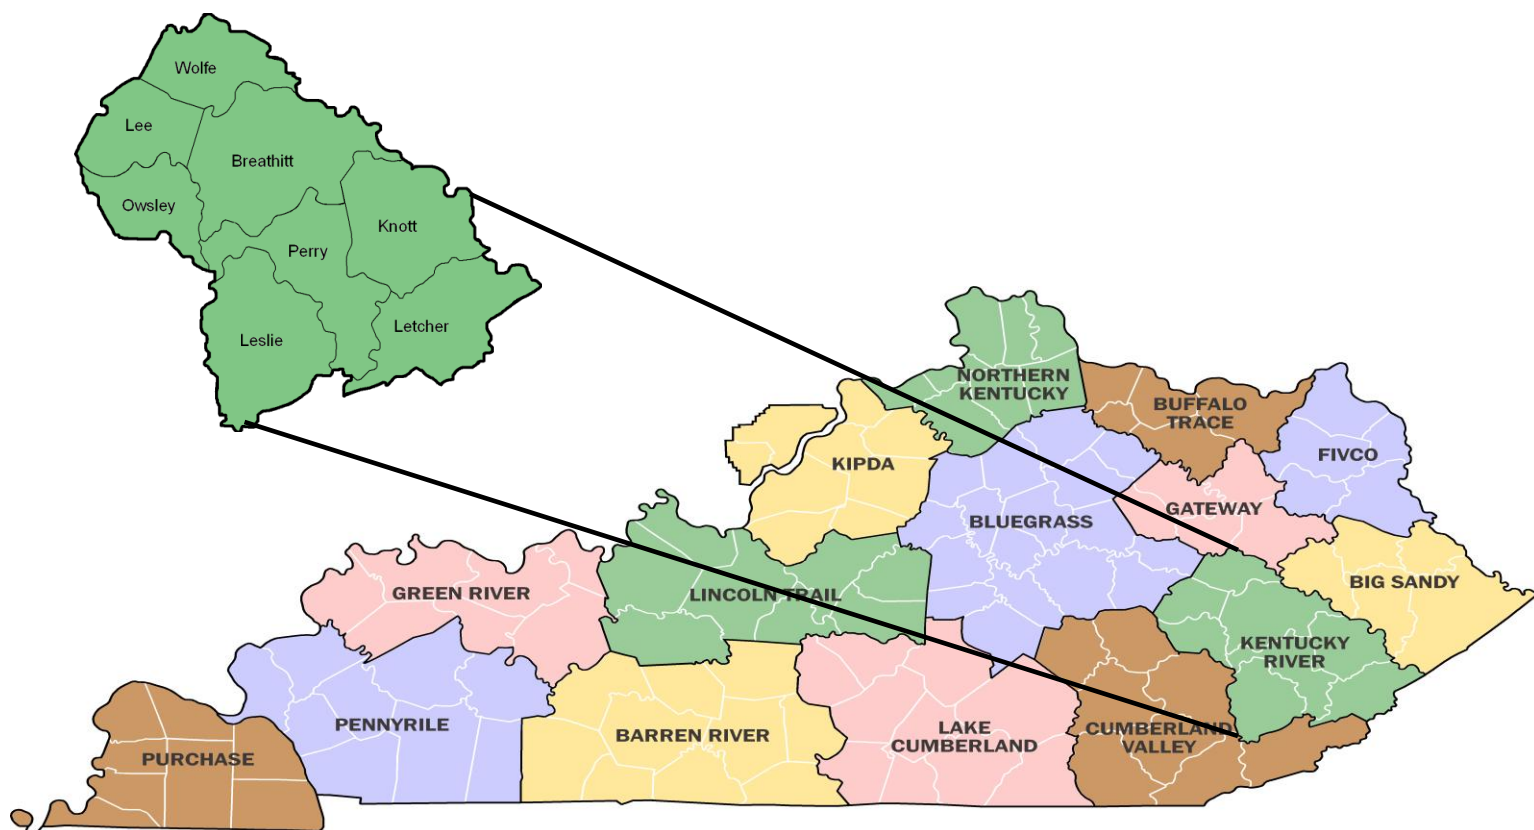 Wolfe
Lee
Breathitt
Owsley
Knott
Perry
Letcher
Leslie
NORTHERN
KENTUCKY
BUFFALO
TRACE
FIVCO
KIPDA
GATEWAY
BLUEGRASS
BIG SANDY
GREEN RIVER
LINCOLN TRAIL
KENTUCKY
RIVER
PENNYRILE
BARREN RIVER
LAKE
CUMBERLAND
CUMBERLAND
VALLEY
PURCHASE